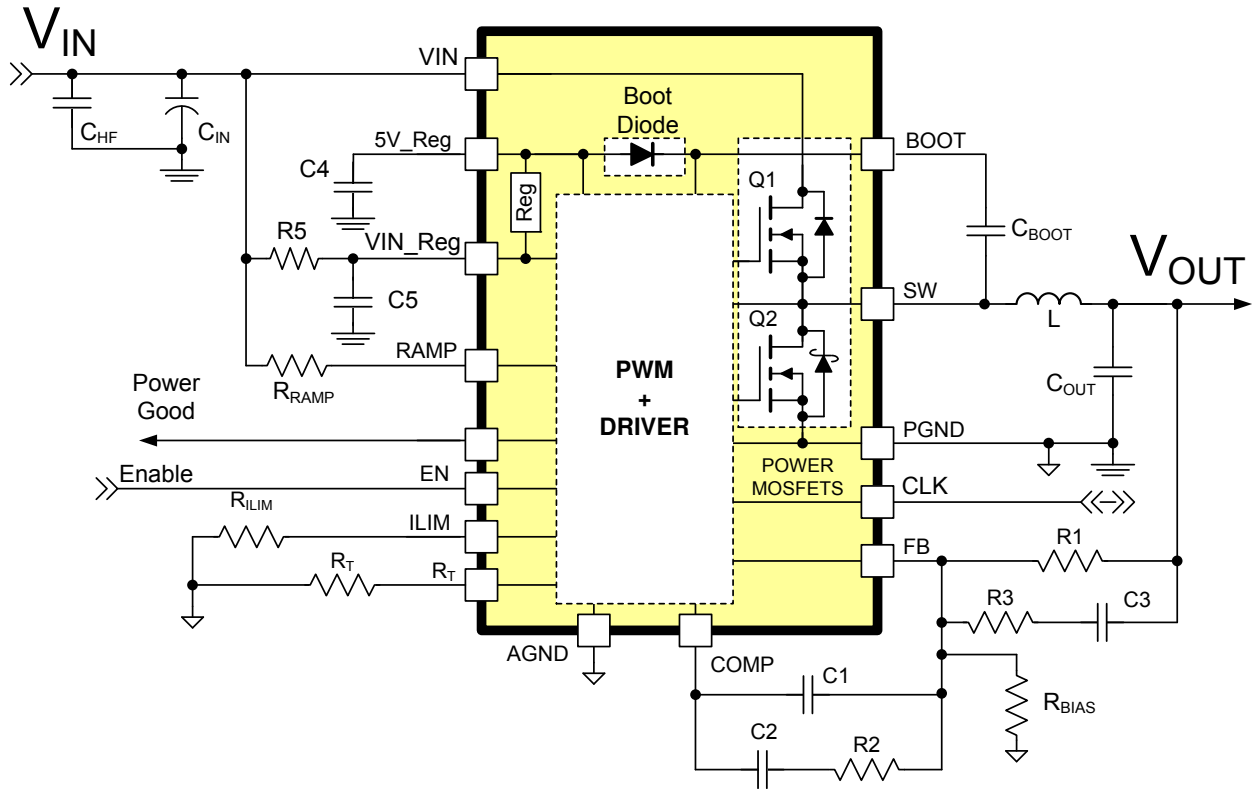 VIN
VIN
CHF
CIN
5V_Reg
Boot
Diode
BOOT
C4
Reg
Q1
CBOOT
R5
VIN_Reg
VOUT
C5
SW
L
Q2
RAMP
RRAMP
PWM
+
DRIVER
COUT
Power
Good
PGND
POWER
MOSFETS
Enable
EN
CLK
RILIM
ILIM
FB
R1
RT
RT
R3
C3
AGND
COMP
C1
RBIAS
C2
R2